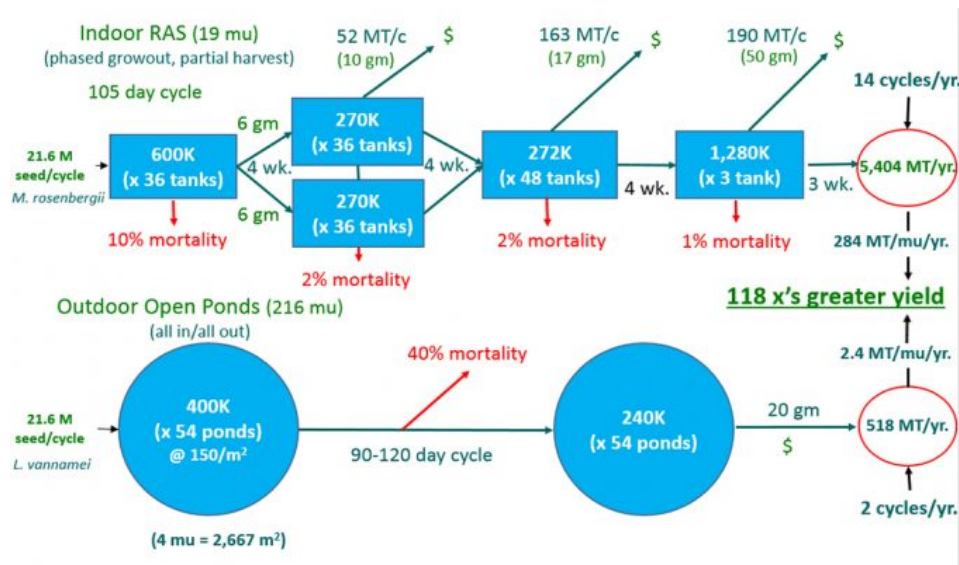 Indoor RAS (19 mu)
(phased growout, partial harvest)
105 day cycle
52 MT/c
(10 gm)
$
163 MT/c
(17 gm)
$
190 MT/c
(50 gm)
$
14 cycles/yr.
21.6 M
seed/cycle
M. rosenbergii
600K
(x 36 tanks)
10% mortality
6 gm
4 wk.
6 gm
270K
(x 36 tanks)
270K
(x 36 tanks)
2% mortality
4 wk.
272K
(x 48 tanks)
2% mortality
4 wk.
1,280K
(x 3 tank)
1% mortality
3 wk.
5,404 MT/yr.
284 MT/mu/yr.
118 x's greater yield
2.4 MT/mu/yr.
Outdoor Open Ponds (216 mu)
(all in/all out)
21.6 M
seed/cycle
L. vannamei
400K
(x 54 ponds)
@ 150/m²
40% mortality
90-120 day cycle
240K
(x 54 ponds)
20 gm
$
518 MT/yr.
2 cycles/yr.
(4 mu = 2,667 m²)